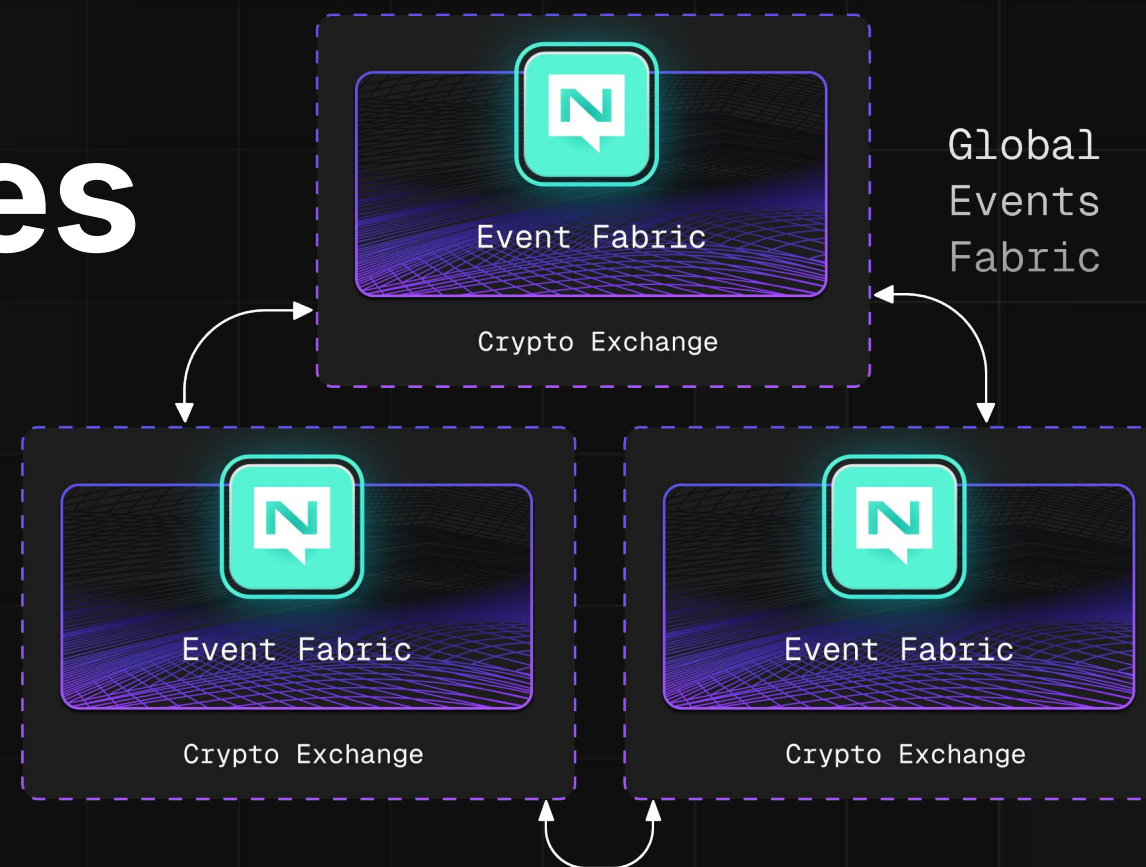 es
Global
Events
Fabric
N
Event Fabric
Crypto Exchange
N
Event Fabric
Crypto Exchange
N
Event Fabric
Crypto Exchange